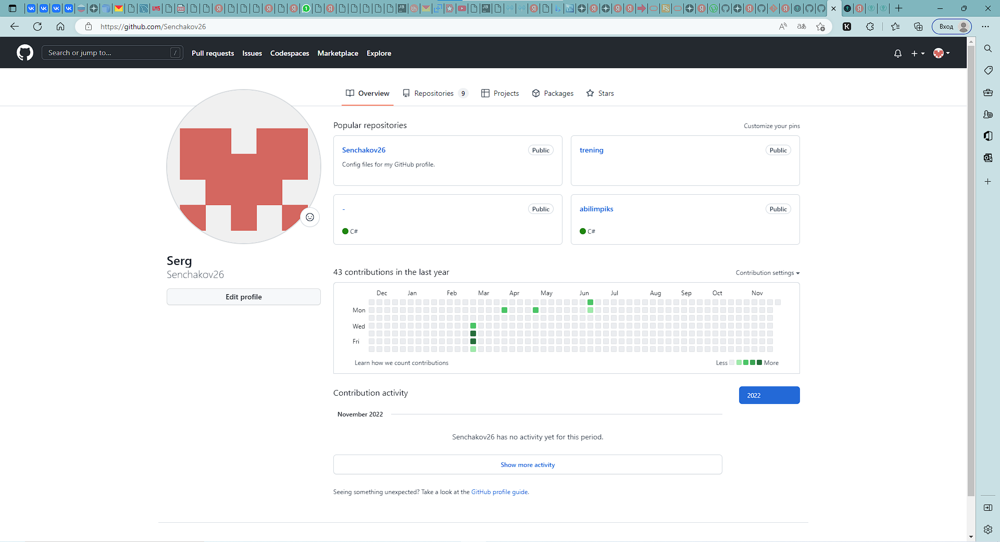 https://github.com/Senchakov26
Вход
Search or jump to...
/
Pull requests
Issues
Codespaces
Marketplace
Explore
Overview
Repositories 9
Projects
Packages
Stars
Popular repositories
Customize your pins
Senchakov26
Public
Config files for my GitHub profile.
trening
Public
-
Public
C#
abilimpiks
Public
C#
Serg
Senchakov26
Edit profile
43 contributions in the last year
Contribution settings
Dec Jan Feb Mar Apr May Jun Jul Aug Sep Oct Nov
Mon
Wed
Fri
Learn how we count contributions
Less
More
Contribution activity
2022
November 2022
Senchakov26 has no activity yet for this period.
Show more activity
Seeing something unexpected? Take a look at the GitHub profile guide.